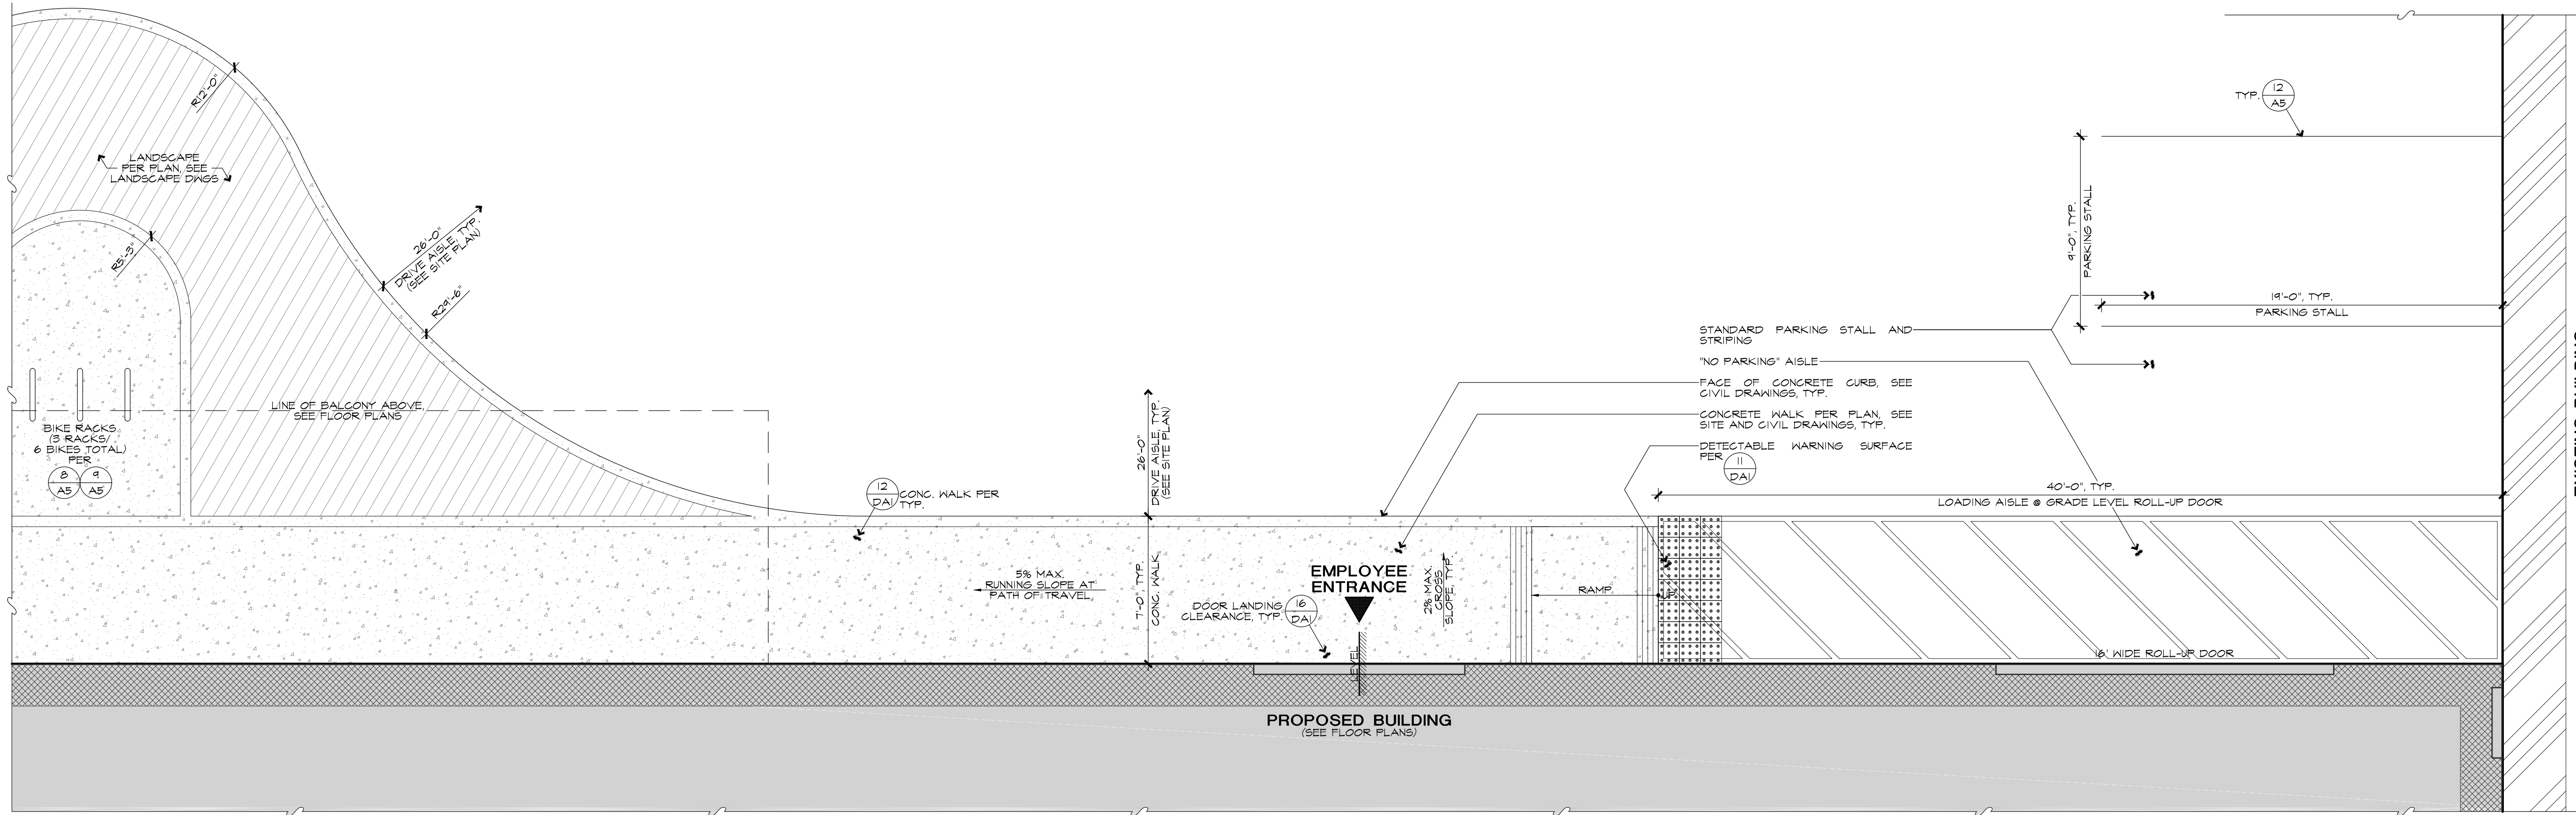 R12'-0"
LANDSCAPE
PER PLAN, SEE
LANDSCAPE DWGS
R5'-3"
26'-0"
DRIVE AISLE, TYP.
(SEE SITE PLAN)
R29'-6"
LINE OF BALCONY ABOVE,
SEE FLOOR PLANS
BIKE RACKS
(3 RACKS/
6 BIKES TOTAL)
PER
8
A5
9
A5
12
DA1
CONC. WALK PER
TYP.
26'-0"
DRIVE AISLE, TYP.
(SEE SITE PLAN)
7'-0", TYP.
CONC. WALK
5% MAX.
RUNNING SLOPE AT
PATH OF TRAVEL
DOOR LANDING
CLEARANCE, TYP.
16
DA1
EMPLOYEE
ENTRANCE
LEVEL
2% MAX.
CROSS
SLOPE, TYP.
RAMP
UP
STANDARD PARKING STALL AND
STRIPING
"NO PARKING" AISLE
FACE OF CONCRETE CURB, SEE
CIVIL DRAWINGS, TYP.
CONCRETE WALK PER PLAN, SEE
SITE AND CIVIL DRAWINGS, TYP.
DETECTABLE WARNING SURFACE
PER
11
DA1
TYP.
12
A5
9'-0", TYP.
PARKING STALL
19'-0", TYP.
PARKING STALL
40'-0", TYP.
LOADING AISLE @ GRADE LEVEL ROLL-UP DOOR
16' WIDE ROLL-UP DOOR
PROPOSED BUILDING
(SEE FLOOR PLANS)